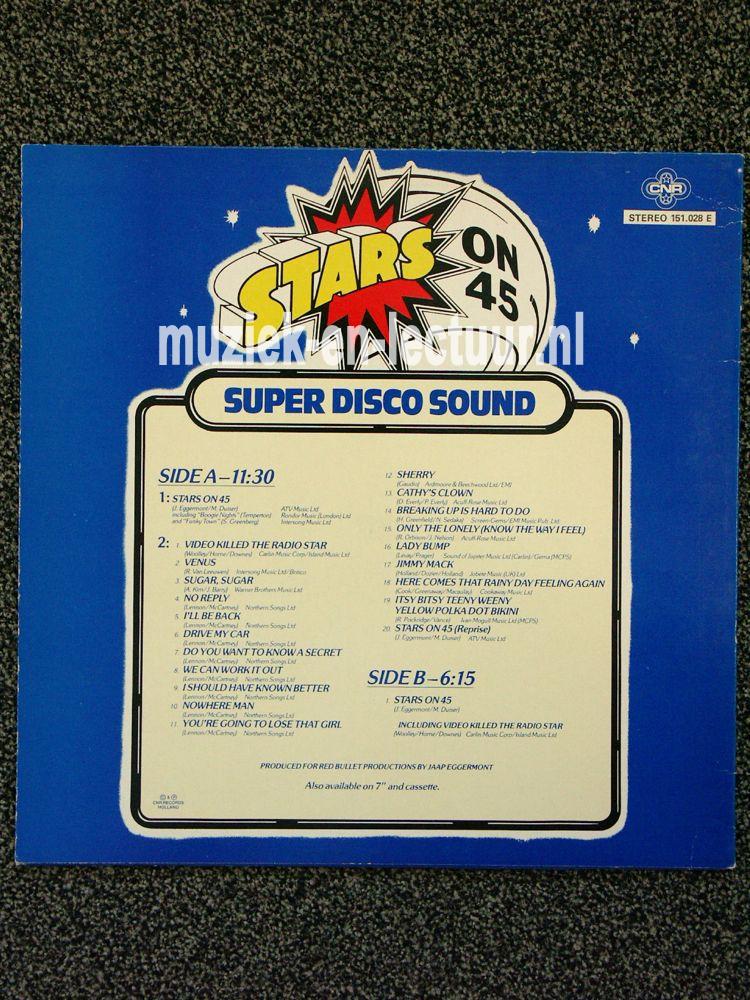 CNR
STEREO 151.028 E
STARS
ON
45
muziek-en-lectuur.nl
SUPER DISCO SOUND
SIDE A–11:30
1: STARS ON 45
(J. Eggermont/M. Duiser) ATV Music Ltd
including "Boogie Nights" (Temperton) Rondor Music (London) Ltd
and "Funky Town" (S. Greenberg) Intersong Music Ltd
2: 1. VIDEO KILLED THE RADIO STAR
(Woolley/Horne/Downes) Carlin Music Corp/Island Music Ltd
2. VENUS
(R. Van Leeuwen) Intersong Music Ltd/Britico
3. SUGAR, SUGAR
(A. Kim/J. Barry) Warner Brothers Music Ltd
4. NO REPLY
(Lennon/McCartney) Northern Songs Ltd
5. I'LL BE BACK
(Lennon/McCartney) Northern Songs Ltd
6. DRIVE MY CAR
(Lennon/McCartney) Northern Songs Ltd
7. DO YOU WANT TO KNOW A SECRET
(Lennon/McCartney) Northern Songs Ltd
8. WE CAN WORK IT OUT
(Lennon/McCartney) Northern Songs Ltd
9. I SHOULD HAVE KNOWN BETTER
(Lennon/McCartney) Northern Songs Ltd
10. NOWHERE MAN
(Lennon/McCartney) Northern Songs Ltd
11. YOU'RE GOING TO LOSE THAT GIRL
(Lennon/McCartney) Northern Songs Ltd
12. SHERRY
(Gaudio) Ardmoore & Beechwood Ltd/EMI
13. CATHY'S CLOWN
(D. Everly/P. Everly) Acuff-Rose Music Ltd
14. BREAKING UP IS HARD TO DO
(H. Greenfield/N. Sedaka) Screen Gems/EMI Music Pub. Ltd
15. ONLY THE LONELY (KNOW THE WAY I FEEL)
(R. Orbison/J. Nelson) Acuff-Rose Music Ltd
16. LADY BUMP
(Levay/Prager) Sound of Jupiter Music Ltd (Carlin)/Gema (MCPS)
17. JIMMY MACK
(Holland/Dozier/Holland) Jobete Music (UK) Ltd
18. HERE COMES THAT RAINY DAY FEELING AGAIN
(Cook/Greenaway/Macaulay) Cookaway Music Ltd
19. ITSY BITSY TEENY WEENY
YELLOW POLKA DOT BIKINI
(R. Pockridge/Vance) Ivan Mogull Music Ltd (MCPS)
20. STARS ON 45 (Reprise)
(J. Eggermont/M. Duiser) ATV Music Ltd
SIDE B–6:15
1. STARS ON 45
(J. Eggermont/M. Duiser)
INCLUDING VIDEO KILLED THE RADIO STAR
(Woolley/Horne/Downes) Carlin Music Corp/Island Music Ltd
PRODUCED FOR RED BULLET PRODUCTIONS BY JAAP EGGERMONT
Also available on 7" and cassette.
© & ℗
CNR RECORDS
HOLLAND